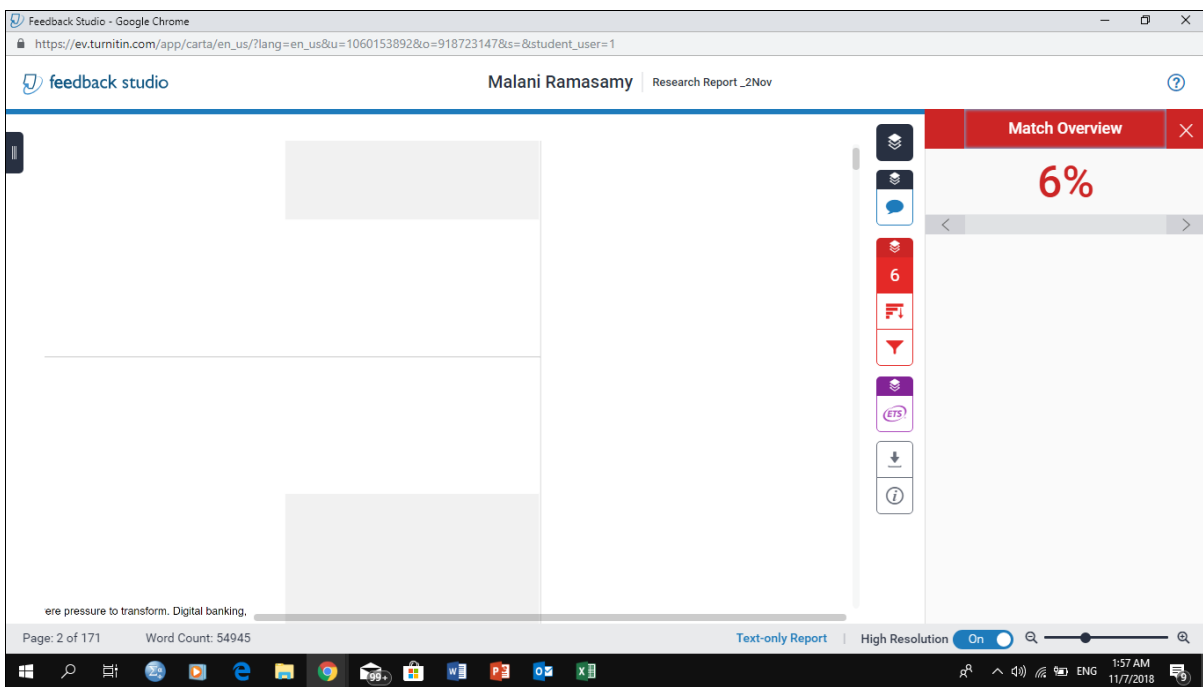 Feedback Studio - Google Chrome
https://ev.turnitin.com/app/carta/en_us/?lang=en_us&u=1060153892&o=918723147&s=&student_user=1
feedback studio
Malani Ramasamy
Research Report _2Nov
?
Match Overview
6%
6
ETS
i
ere pressure to transform. Digital banking,
Page: 2 of 171
Word Count: 54945
Text-only Report
High Resolution
On
99+
ENG
1:57 AM
11/7/2018
9